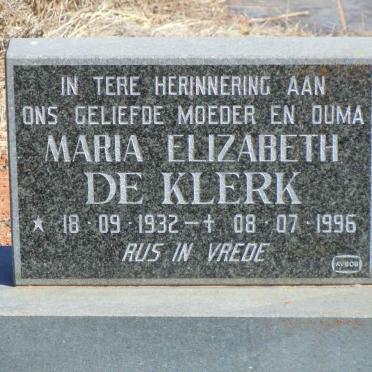 IN TERE HERINNERING AAN
ONS GELIEFDE MOEDER EN OUMA
MARIA ELIZABETH
DE KLERK
* 18·09·1932 – † 08·07·1996
RUS IN VREDE
AVBOB